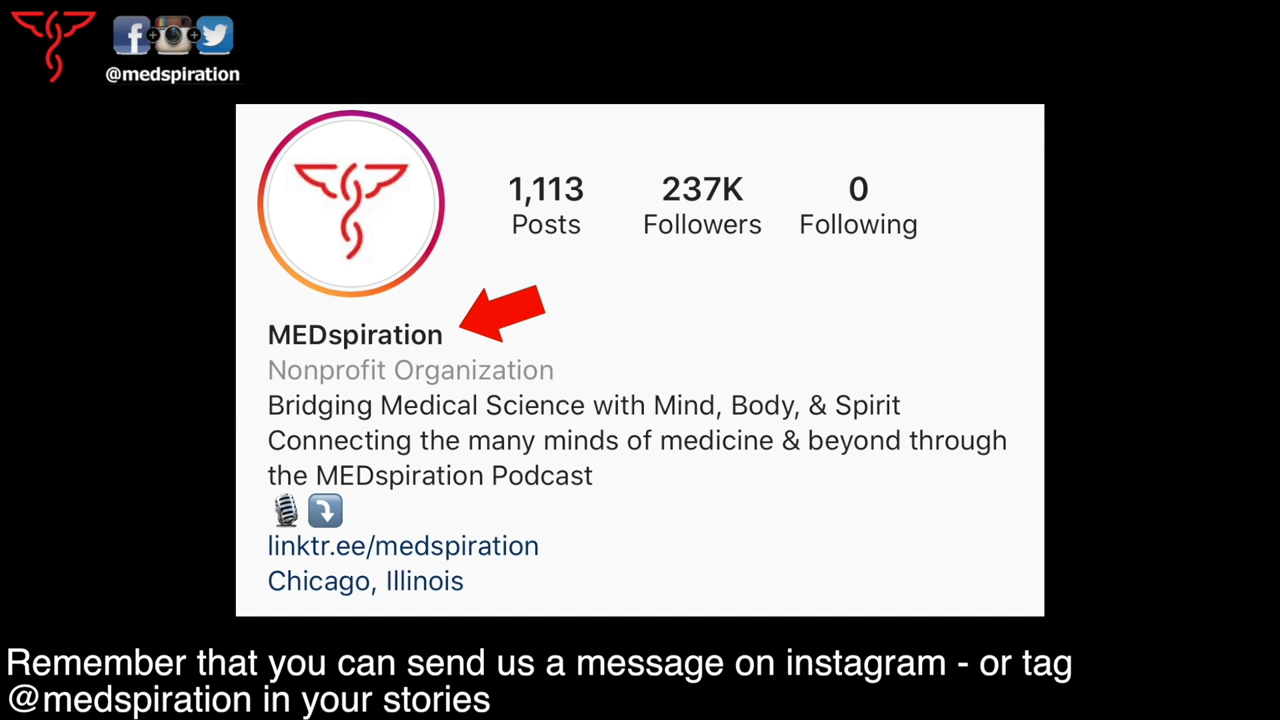 @medspiration
1,113 237K 0
Posts Followers Following
MEDspiration
Nonprofit Organization
Bridging Medical Science with Mind, Body, & Spirit
Connecting the many minds of medicine & beyond through
the MEDspiration Podcast
linktr.ee/medspiration
Chicago, Illinois
Remember that you can send us a message on instagram - or tag
@medspiration in your stories